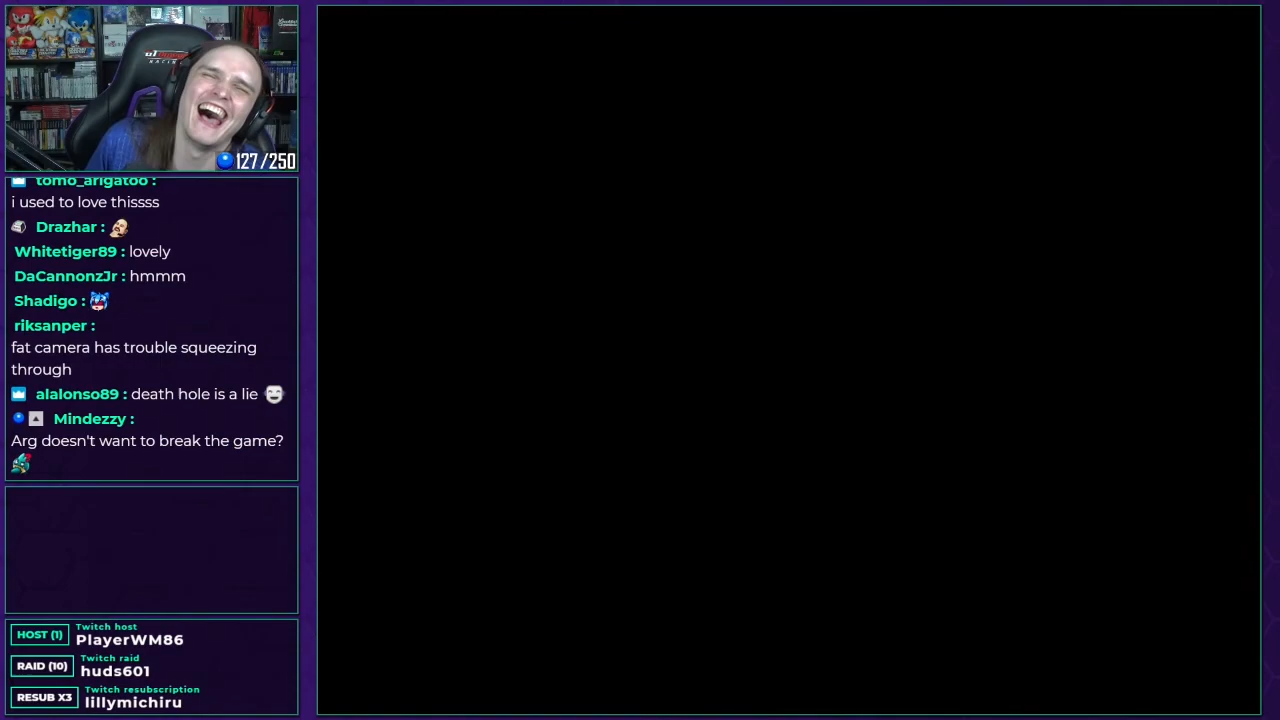 127/250
tomo_arigatoo :
i used to love thissss
Drazhar :
Whitetiger89 : lovely
DaCannonzJr : hmmm
Shadigo :
riksanper :
fat camera has trouble squeezing
through
alalonso89 : death hole is a lie
Mindezzy :
Arg doesn't want to break the game?
Twitch host
HOST (1) PlayerWM86
Twitch raid
RAID (10) huds601
Twitch resubscription
RESUB X3 lillymichiru